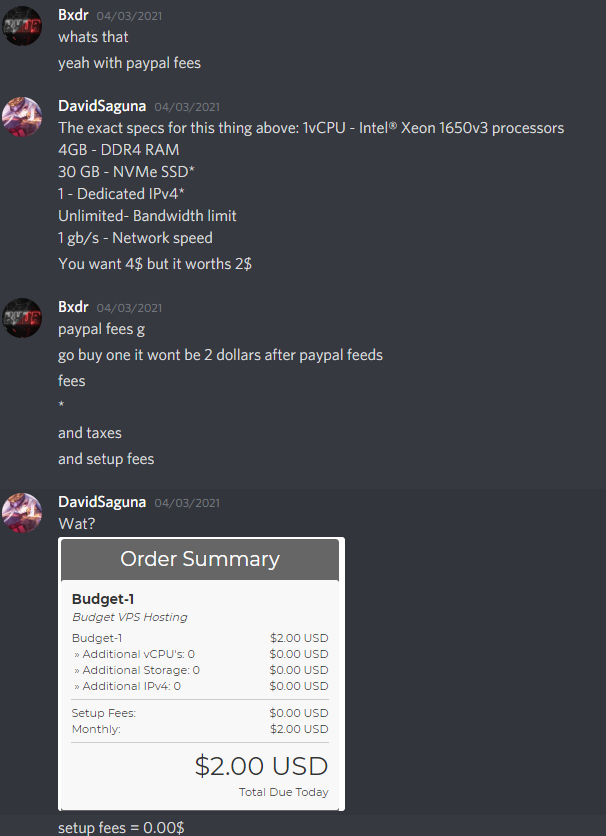 Bxdr 04/03/2021
whats that
yeah with paypal fees
DavidSaguna 04/03/2021
The exact specs for this thing above: 1vCPU - Intel® Xeon 1650v3 processors
4GB - DDR4 RAM
30 GB - NVMe SSD*
1 - Dedicated IPv4*
Unlimited- Bandwidth limit
1 gb/s - Network speed
You want 4$ but it worths 2$
Bxdr 04/03/2021
paypal fees g
go buy one it wont be 2 dollars after paypal feeds
fees
*
and taxes
and setup fees
DavidSaguna 04/03/2021
Wat?
Order Summary
Budget-1
Budget VPS Hosting
Budget-1 $2.00 USD
» Additional vCPU's: 0 $0.00 USD
» Additional Storage: 0 $0.00 USD
» Additional IPv4: 0 $0.00 USD
Setup Fees: $0.00 USD
Monthly: $2.00 USD
$2.00 USD
Total Due Today
setup fees = 0.00$